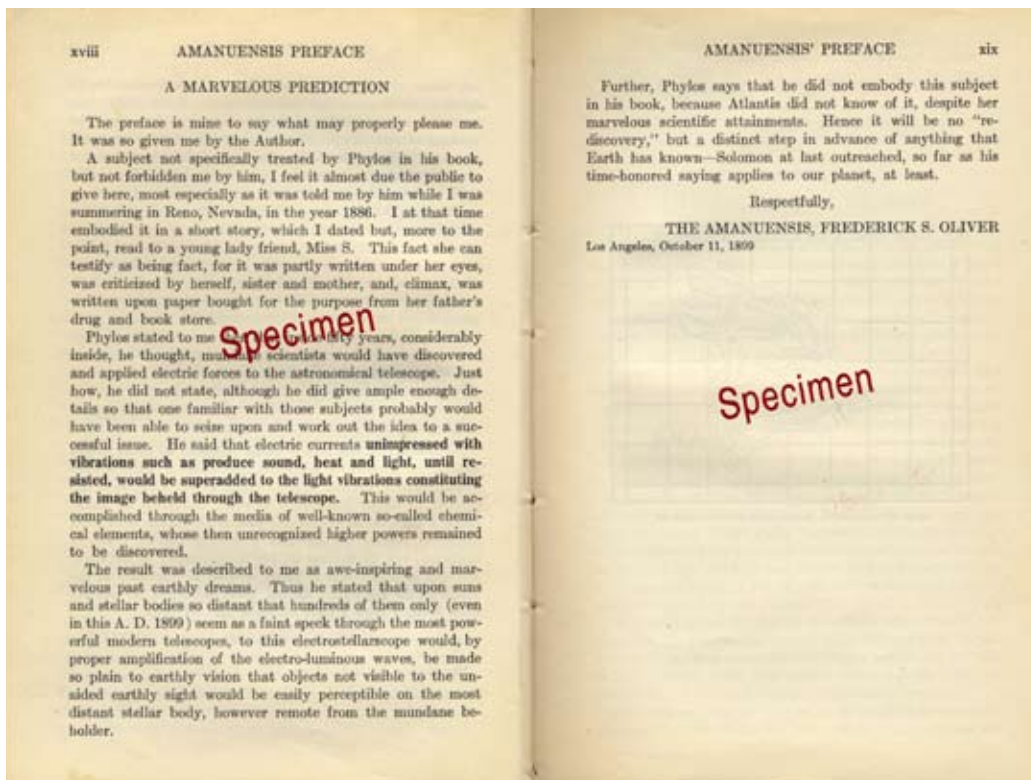 xviii AMANUENSIS PREFACE
A MARVELOUS PREDICTION
The preface is mine to say what may properly please me.
It was so given me by the Author.
A subject not specifically treated by Phylos in his book,
but not forbidden me by him, I feel it almost due the public to
give here, most especially as it was told me by him while I was
summering in Reno, Nevada, in the year 1886. I at that time
embodied it in a short story, which I dated but, more to the
point, read to a young lady friend, Miss S. This fact she can
testify as being fact, for it was partly written under her eyes,
was criticized by herself, sister and mother, and, climax, was
written upon paper bought for the purpose from her father's
drug and book store.
Specimen
Phylos stated to me years, considerably
inside, he thought, scientists would have discovered
and applied electric forces to the astronomical telescope. Just
how, he did not state, although he did give ample enough de-
tails so that one familiar with those subjects probably would
have been able to seize upon and work out the idea to a suc-
cessful issue. He said that electric currents unimpressed with
vibrations such as produce sound, heat and light, until re-
sisted, would be superadded to the light vibrations constituting
the image beheld through the telescope. This would be ac-
complished through the media of well-known so-called chemi-
cal elements, whose then unrecognized higher powers remained
to be discovered.
The result was described to me as awe-inspiring and mar-
velous past earthly dreams. Thus he stated that upon suns
and stellar bodies so distant that hundreds of them only (even
in this A. D. 1899) seem as a faint speck through the most pow-
erful modern telescopes, to this electrostellarscope would, by
proper amplification of the electro-luminous waves, be made
so plain to earthly vision that objects not visible to the un-
aided earthly sight would be easily perceptible on the most
distant stellar body, however remote from the mundane be-
holder.
AMANUENSIS' PREFACE xix
Further, Phylos says that he did not embody this subject
in his book, because Atlantis did not know of it, despite her
marvelous scientific attainments. Hence it will be no "re-
discovery," but a distinct step in advance of anything that
Earth has known—Solomon at last outreached, so far as his
time-honored saying applies to our planet, at least.
Respectfully,
THE AMANUENSIS, FREDERICK S. OLIVER
Los Angeles, October 11, 1899
Specimen